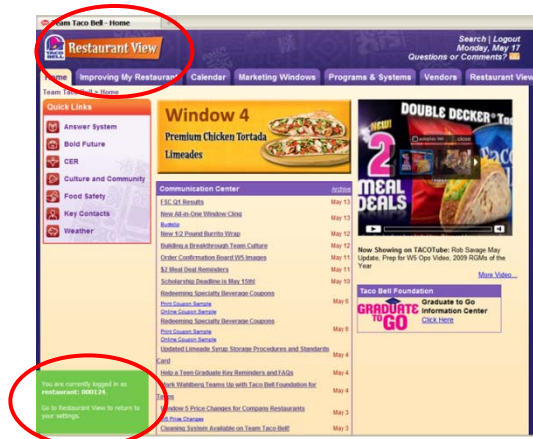 Team Taco Bell - Home
TACO BELL
Restaurant View
Search | Logout
Monday, May 17
Questions or Comments?
Home
Improving My Restaurant
Calendar
Marketing Windows
Programs & Systems
Vendors
Restaurant View
Team Taco Bell > Home
Quick Links
Answer System
Bold Future
CER
Culture and Community
Food Safety
Key Contacts
Weather
Window 4
Premium Chicken Tortada
Limeades
Communication Center
Archive
FSC Q1 Results May 13
New All-in-One Window Cling May 13
New 1/2 Pound Burrito Wrap May 12
Building a Breakthrough Team Culture May 12
Order Confirmation Board W5 Images May 11
$2 Meal Deal Reminders May 11
Scholarship Deadline is May 15th! May 10
Redeeming Specialty Beverage Coupons May 6
Print Coupon Sample
Online Coupon Sample
Redeeming Specialty Beverage Coupons May 6
Print Coupon Sample
Online Coupon Sample
Updated Limeade Syrup Storage Procedures and Standards
Card May 4
Help a Teen Graduate Key Reminders and FAQs May 4
Mark Wahlberg Teams Up with Taco Bell Foundation for
Teens May 4
Window 5 Price Changes for Company Restaurants May 3
W5 Price Changes
Cleaning System Available on Team Taco Bell! May 3
DOUBLE DECKER® Tac
NEW!
close
2
MEAL
DEALS
Now Showing on TACOTube: Rob Savage May
Update, Prep for W5 Ops Video, 2009 RGMs of the
Year
More Video...
Taco Bell Foundation
GRADUATE
TO GO
Graduate to Go
Information Center
Click Here
You are currently logged in as
restaurant: 000124.
Go to Restaurant View to return to
your settings.